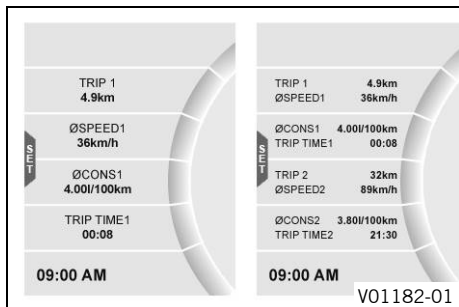 TRIP 1
4.9km
ØSPEED1
36km/h
SET
ØCONS1
4.00l/100km
TRIP TIME1
00:08
09:00 AM
TRIP 1 4.9km
ØSPEED1 36km/h
ØCONS1 4.00l/100km
TRIP TIME1 00:08
SET
TRIP 2 32km
ØSPEED2 89km/h
ØCONS2 3.80l/100km
TRIP TIME2 21:30
09:00 AM
V01182-01